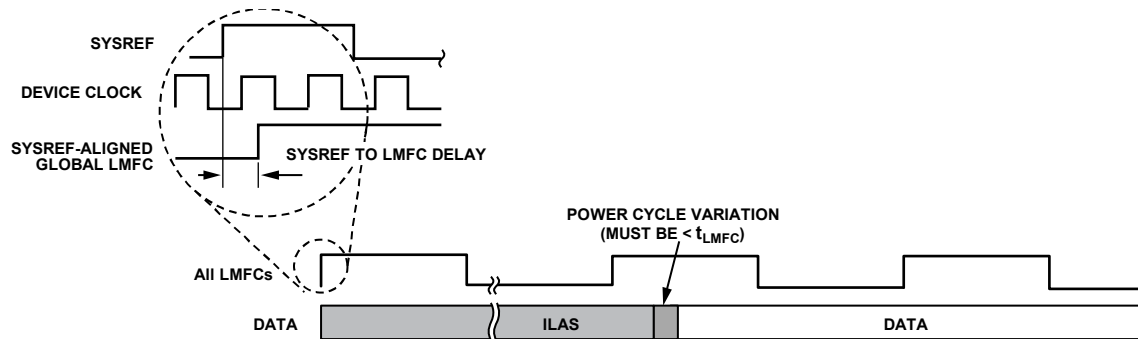 SYSREF
DEVICE CLOCK
SYSREF-ALIGNED
GLOBAL LMFC
SYSREF TO LMFC DELAY
POWER CYCLE VARIATION
(MUST BE < tLMFC)
All LMFCs
DATA
ILAS
DATA